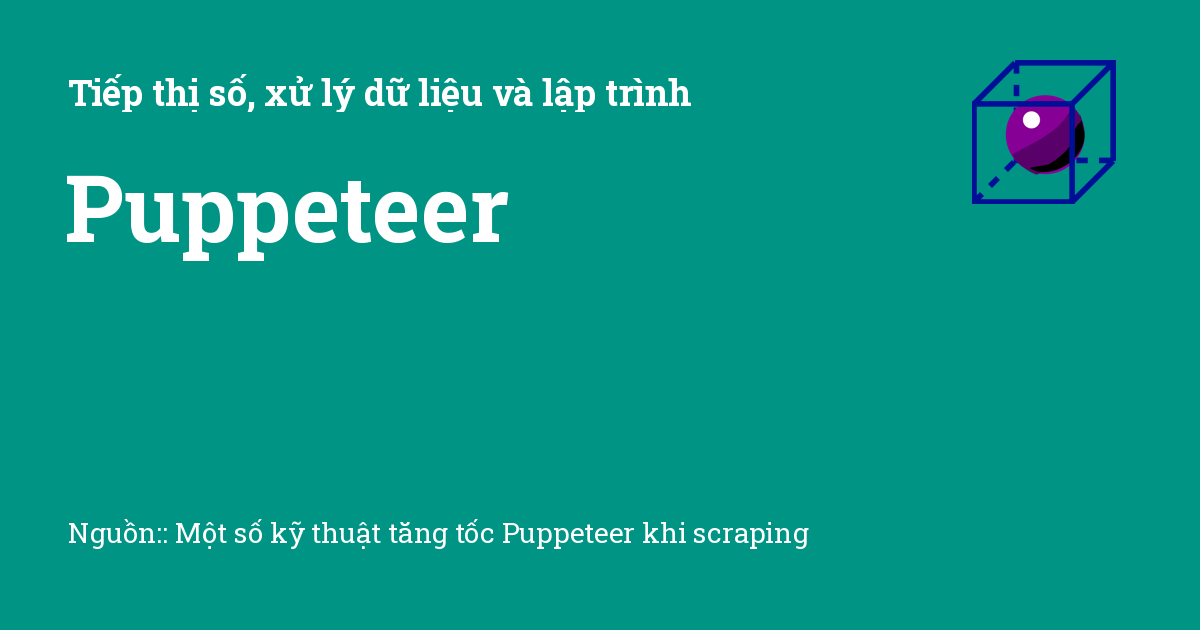 Tiếp thị số, xử lý dữ liệu và lập trình
Puppeteer
Nguồn:: Một số kỹ thuật tăng tốc Puppeteer khi scraping